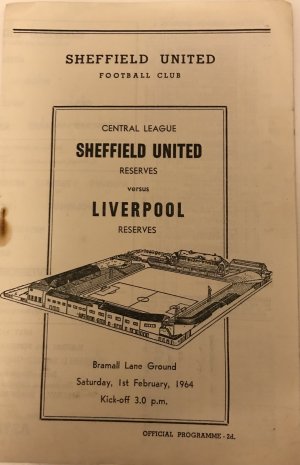 SHEFFIELD UNITED
FOOTBALL CLUB
CENTRAL LEAGUE
SHEFFIELD UNITED
RESERVES
versus
LIVERPOOL
RESERVES
Bramall Lane Ground
Saturday, 1st February, 1964
Kick-off 3.0 p.m.
OFFICIAL PROGRAMME - 2d.